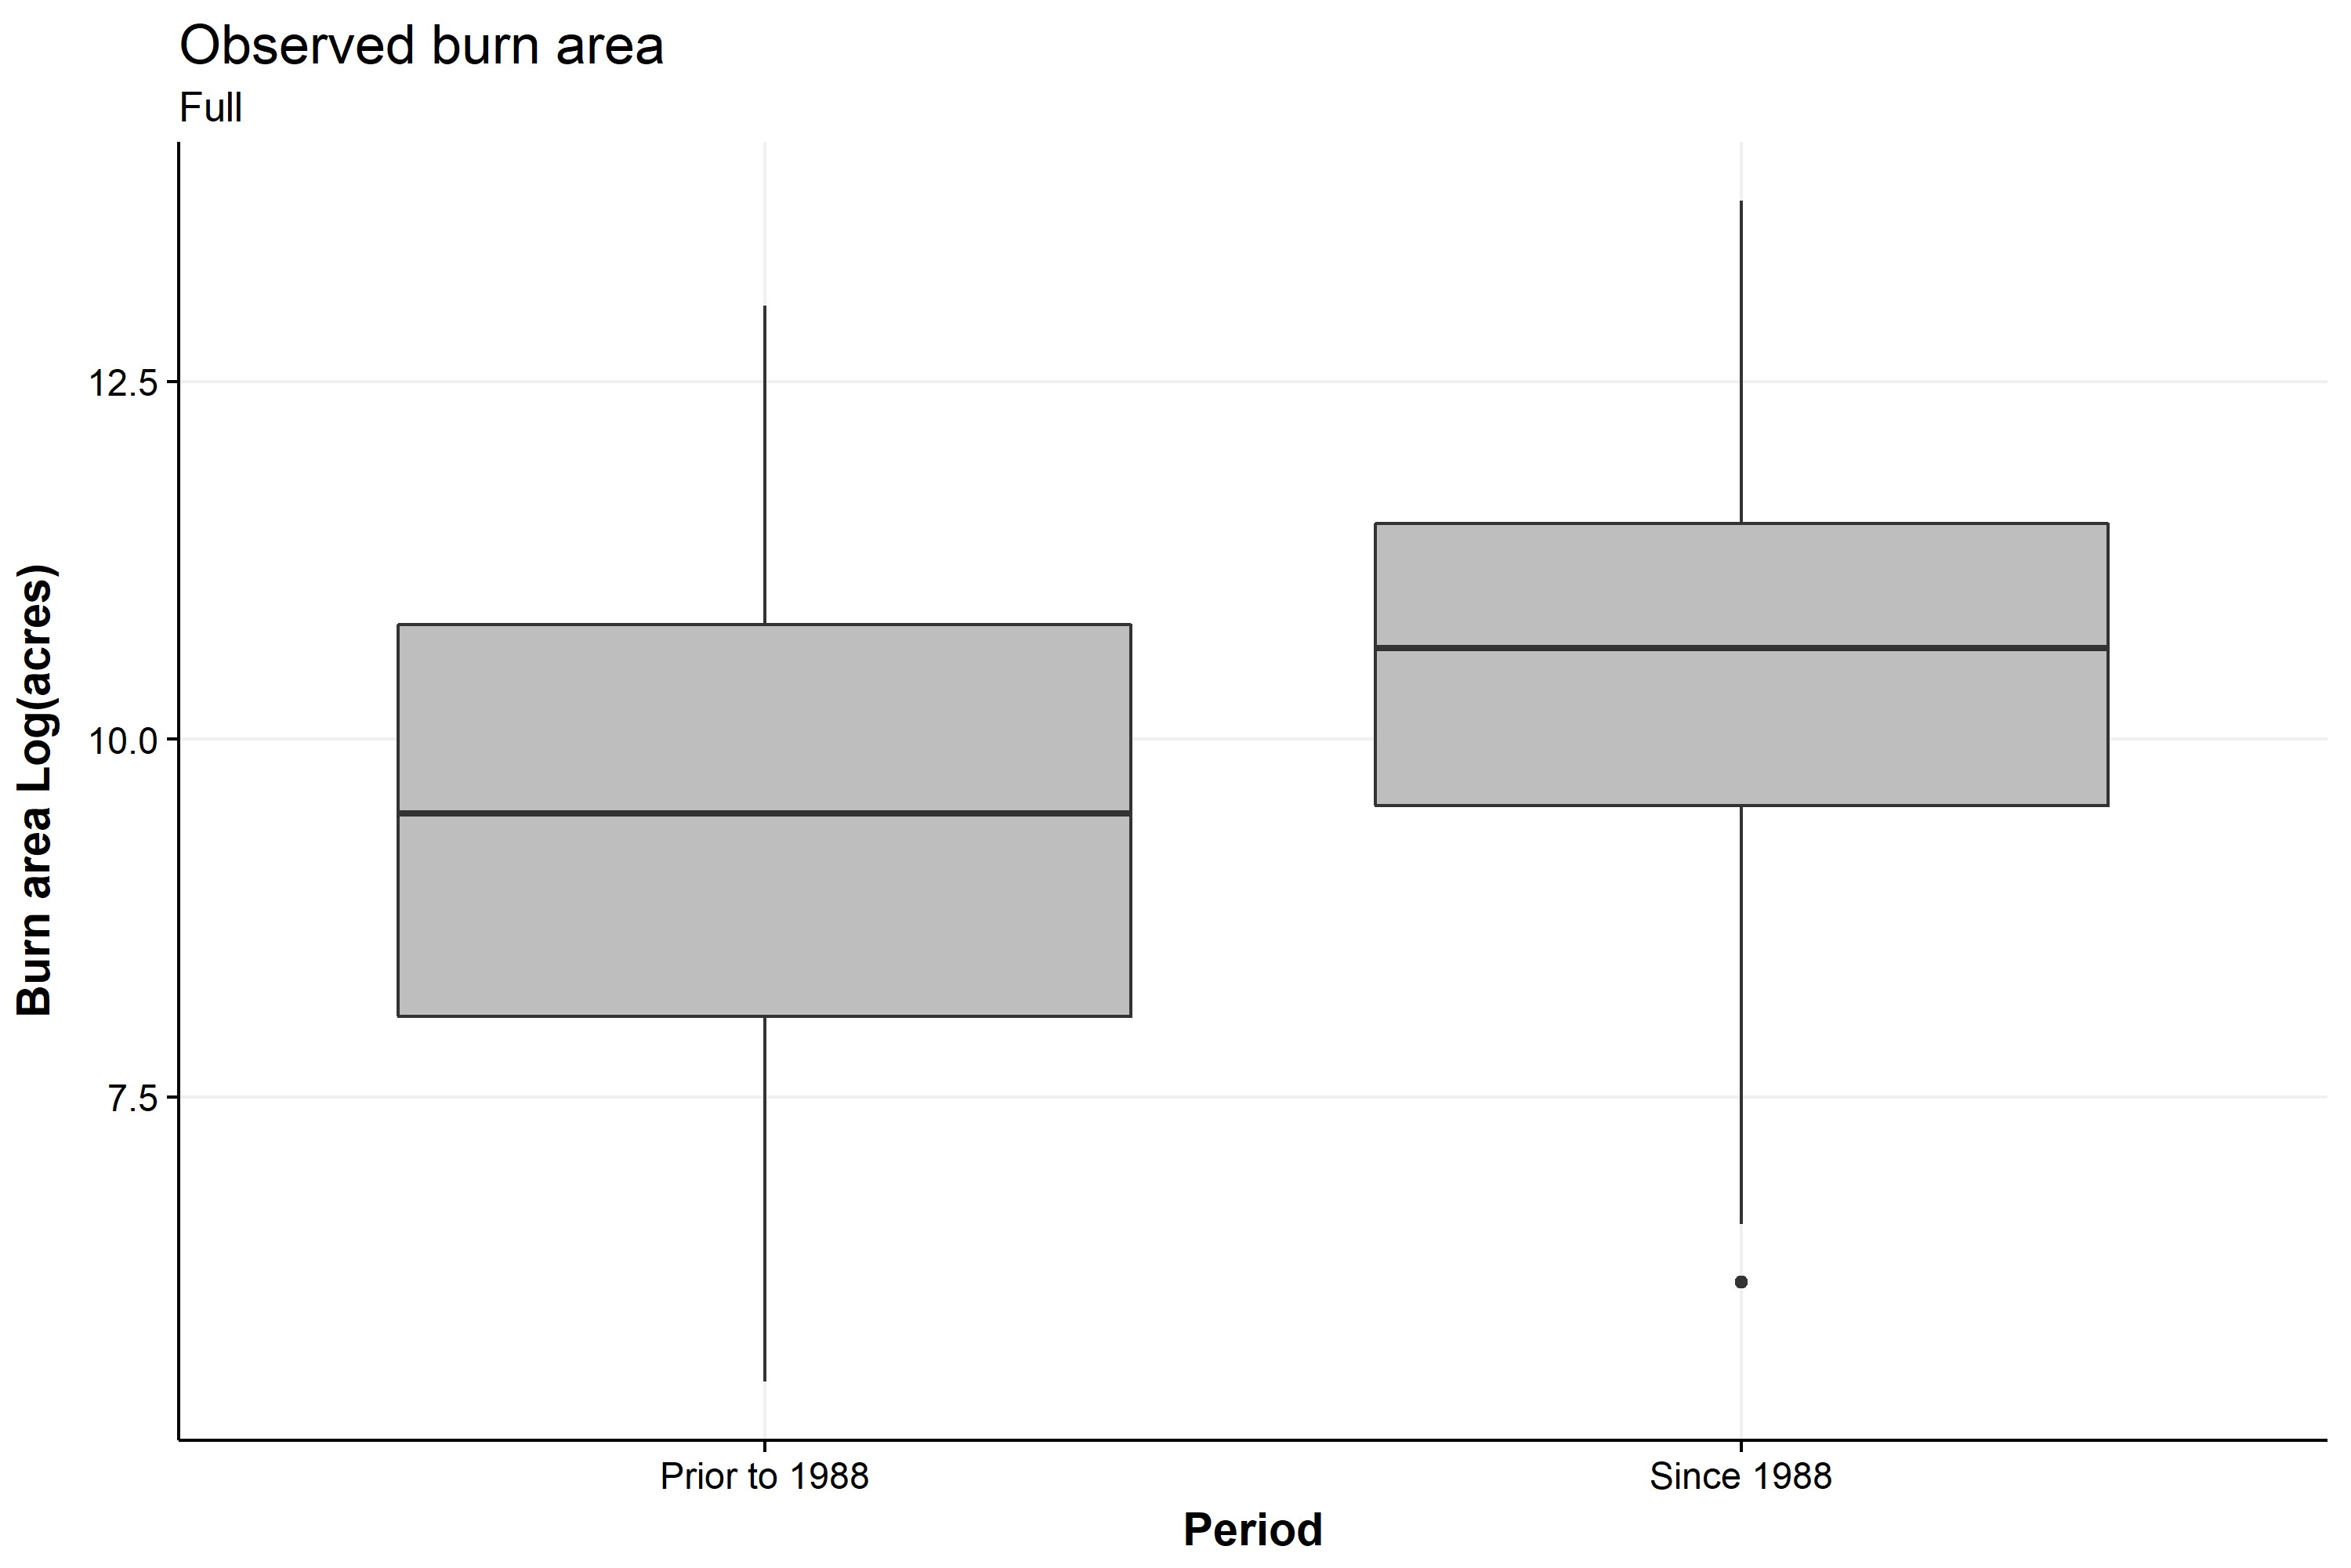 Observed burn area
Full
Burn area Log(acres)
12.5
10.0
7.5
Prior to 1988
Since 1988
Period